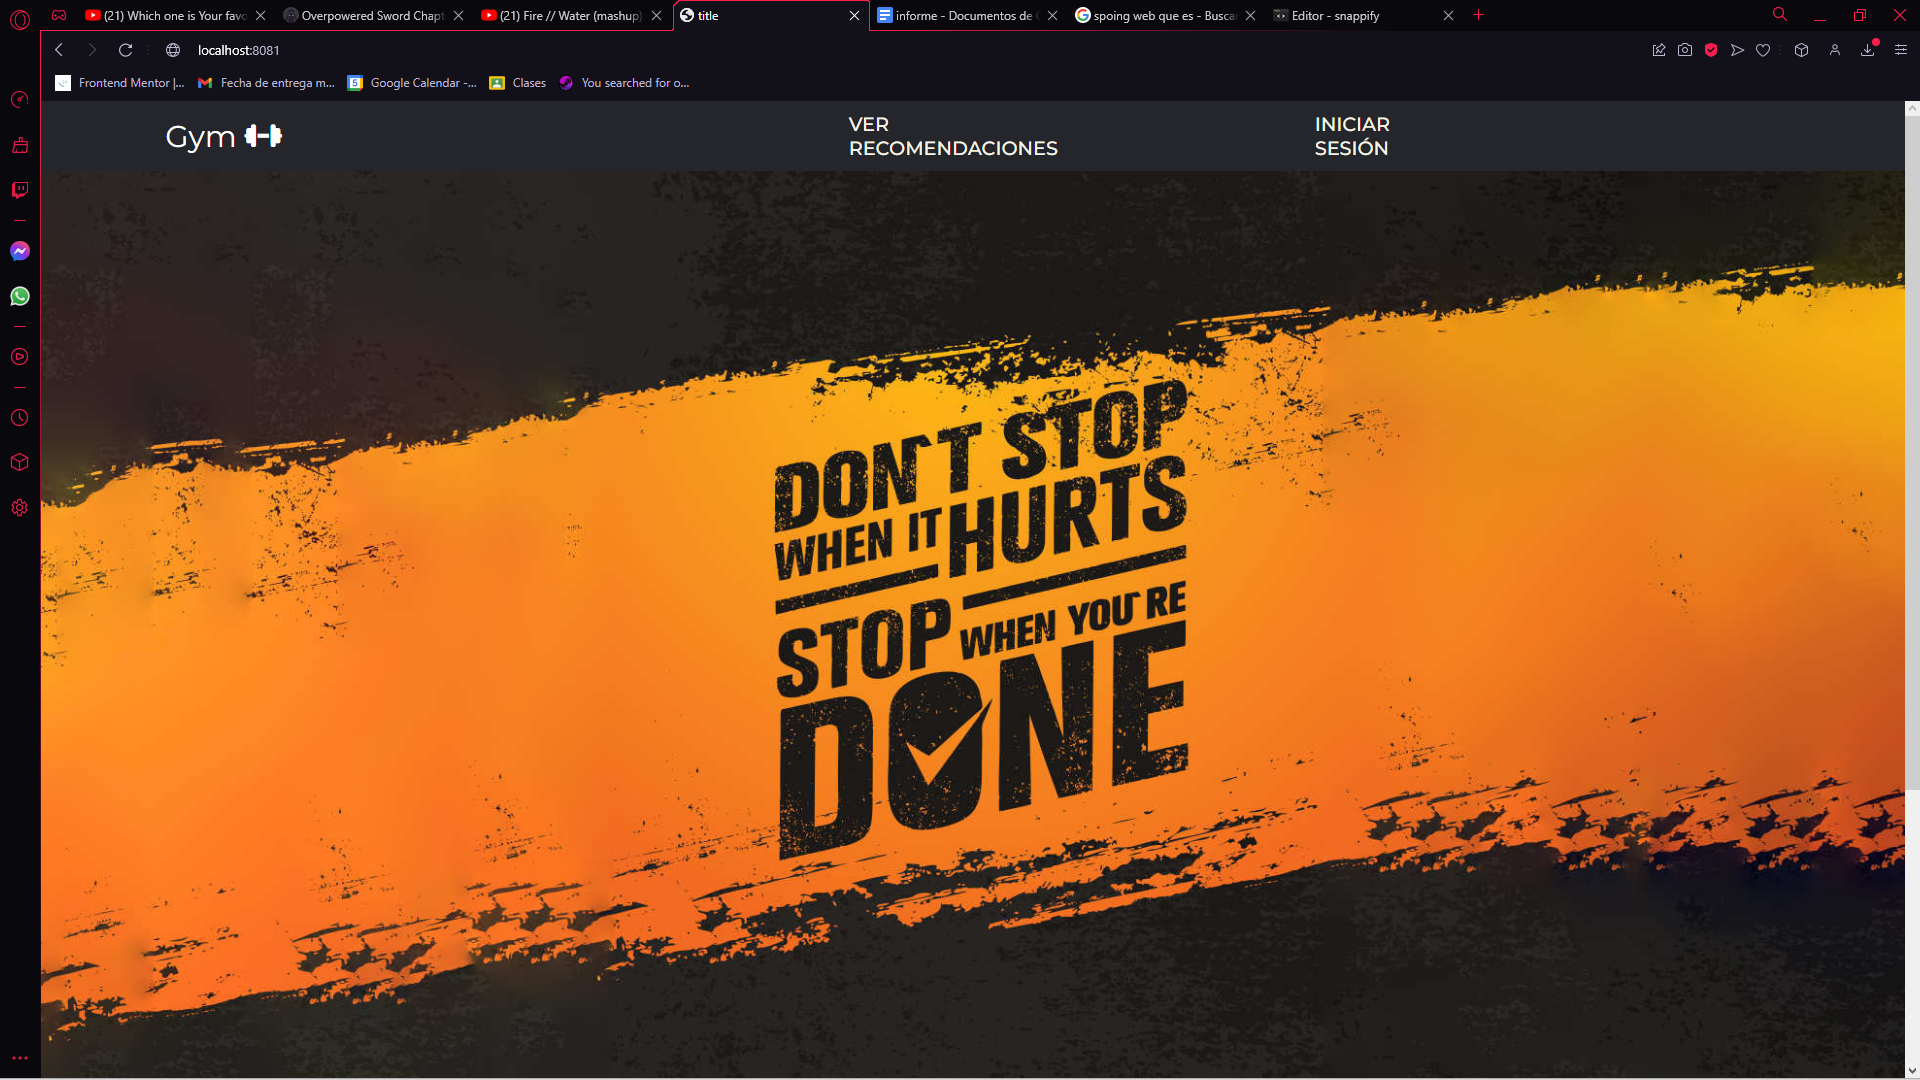 (21) Which one is Your favo
Overpowered Sword Chapt
(21) Fire // Water (mashup)
title
informe - Documentos de G
spoing web que es - Buscar
Editor - snappify
localhost:8081
Frontend Mentor |...
Fecha de entrega m...
5
Google Calendar -...
Clases
You searched for o...
Gym
VER
RECOMENDACIONES
INICIAR
SESIÓN
DON'T STOP
WHEN IT HURTS
STOP WHEN YOU'RE
DONE